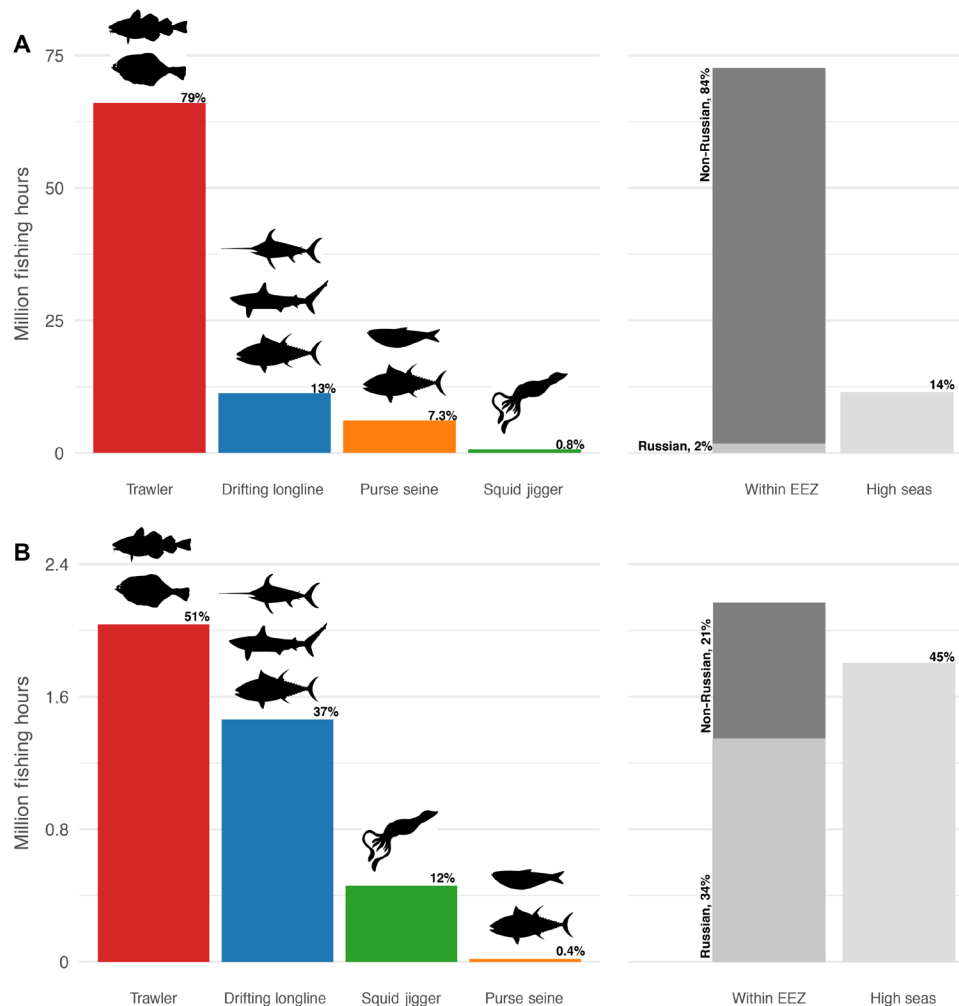 A
Million fishing hours
75
50
25
0
79%
13%
7.3%
0.8%
Trawler
Drifting longline
Purse seine
Squid jigger
Non-Russian, 84%
Russian, 2%
14%
Within EEZ
High seas
B
Million fishing hours
2.4
1.6
0.8
0
51%
37%
12%
0.4%
Trawler
Drifting longline
Squid jigger
Purse seine
Non-Russian, 21%
Russian, 34%
45%
Within EEZ
High seas